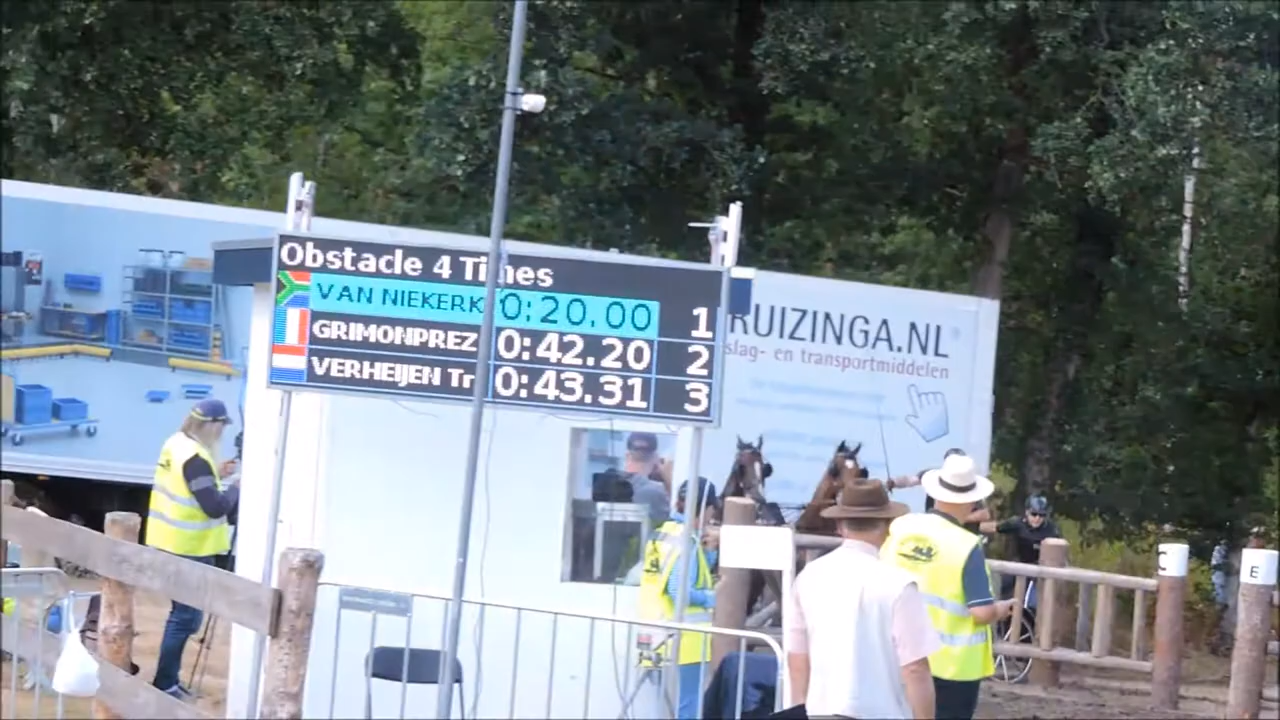 Obstacle 4 Times
VAN NIEKERK 0:20.00 1
GRIMONPREZ 0:42.20 2
VERHEIJEN Tr 0:43.31 3
RUIZINGA.NL
slag- en transportmiddelen
C
E